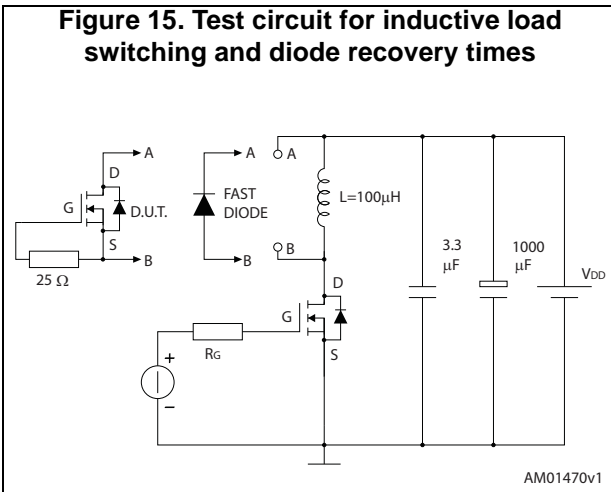 Figure 15. Test circuit for inductive load
switching and diode recovery times
A
D
G
D.U.T.
S
B
25 Ω
A
FAST
DIODE
B
A
L=100μH
B
D
G
S
RG
+
–
3.3
μF
1000
μF
VDD
AM01470v1